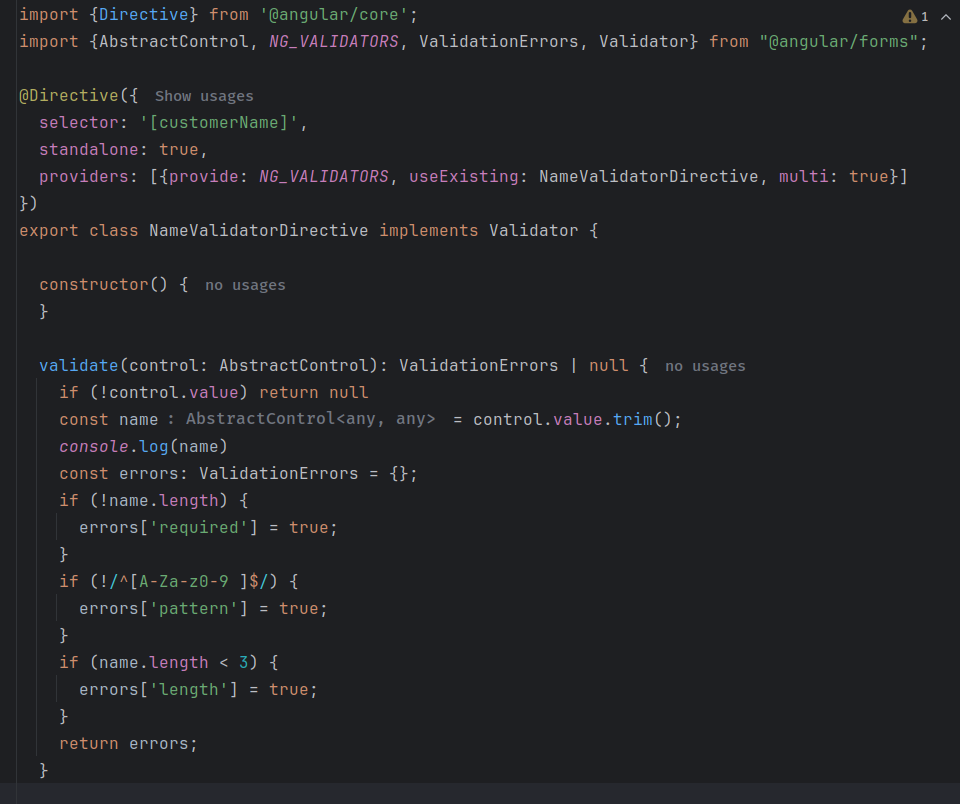 import {Directive} from '@angular/core';
1
import {AbstractControl, NG_VALIDATORS, ValidationErrors, Validator} from "@angular/forms";
@Directive({ Show usages
  selector: '[customerName]',
  standalone: true,
  providers: [{provide: NG_VALIDATORS, useExisting: NameValidatorDirective, multi: true}]
})
export class NameValidatorDirective implements Validator {
  constructor() { no usages
  }
  validate(control: AbstractControl): ValidationErrors | null { no usages
    if (!control.value) return null
    const name : AbstractControl<any, any> = control.value.trim();
    console.log(name)
    const errors: ValidationErrors = {};
    if (!name.length) {
      errors['required'] = true;
    }
    if (!/^[A-Za-z0-9 ]$/) {
      errors['pattern'] = true;
    }
    if (name.length < 3) {
      errors['length'] = true;
    }
    return errors;
  }